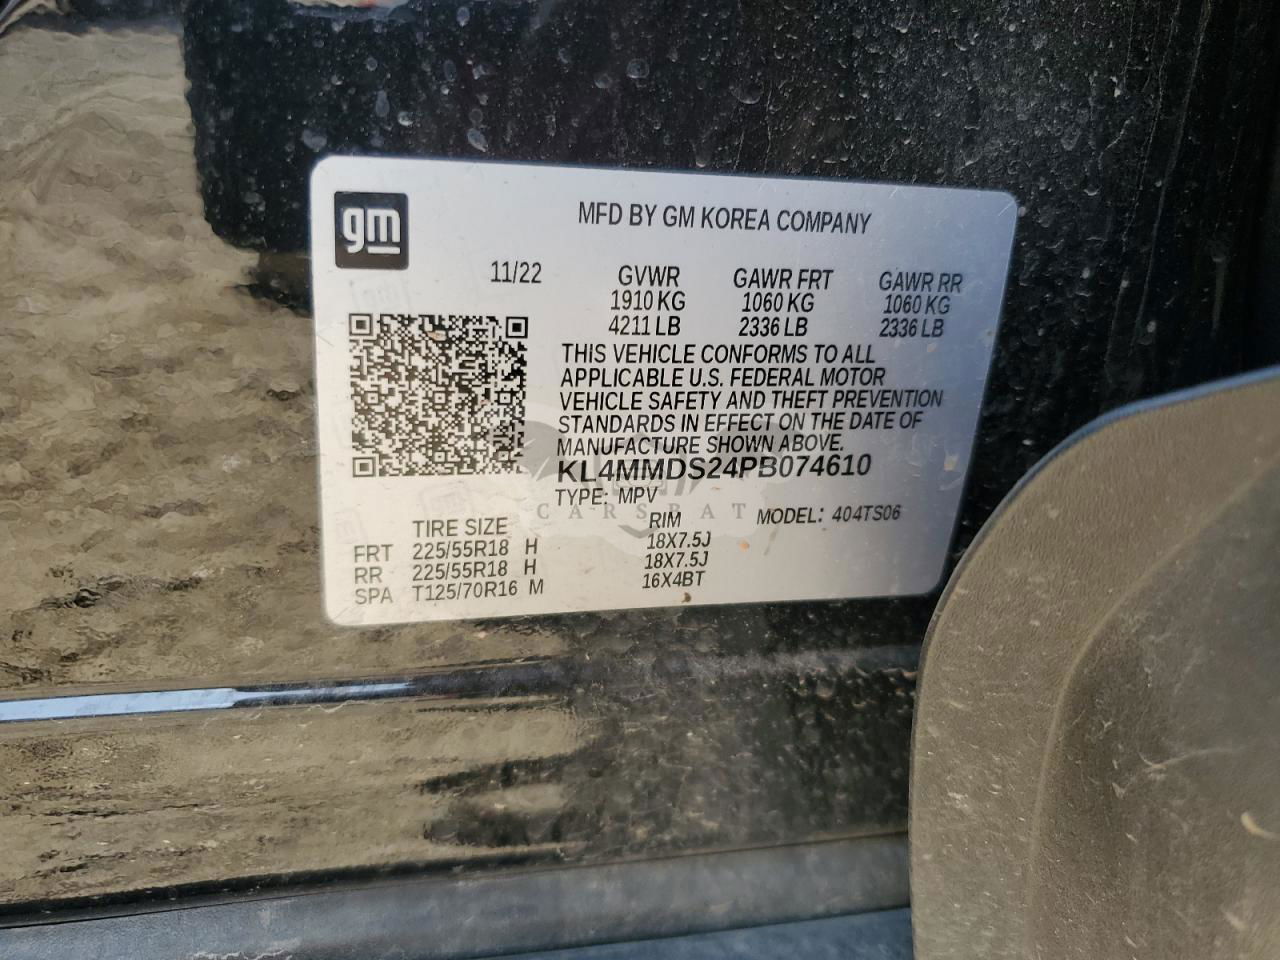 gm
MFD BY GM KOREA COMPANY
11/22 GVWR GAWR FRT GAWR RR
1910 KG 1060 KG 1060 KG
4211 LB 2336 LB 2336 LB
THIS VEHICLE CONFORMS TO ALL
APPLICABLE U.S. FEDERAL MOTOR
VEHICLE SAFETY AND THEFT PREVENTION
STANDARDS IN EFFECT ON THE DATE OF
MANUFACTURE SHOWN ABOVE.
KL4MMDS24PB074610
TYPE: MPV
CARSBAT
TIRE SIZE RIM MODEL: 404TS06
FRT 225/55R18 H 18X7.5J
RR 225/55R18 H 18X7.5J
SPA T125/70R16 M 16X4BT